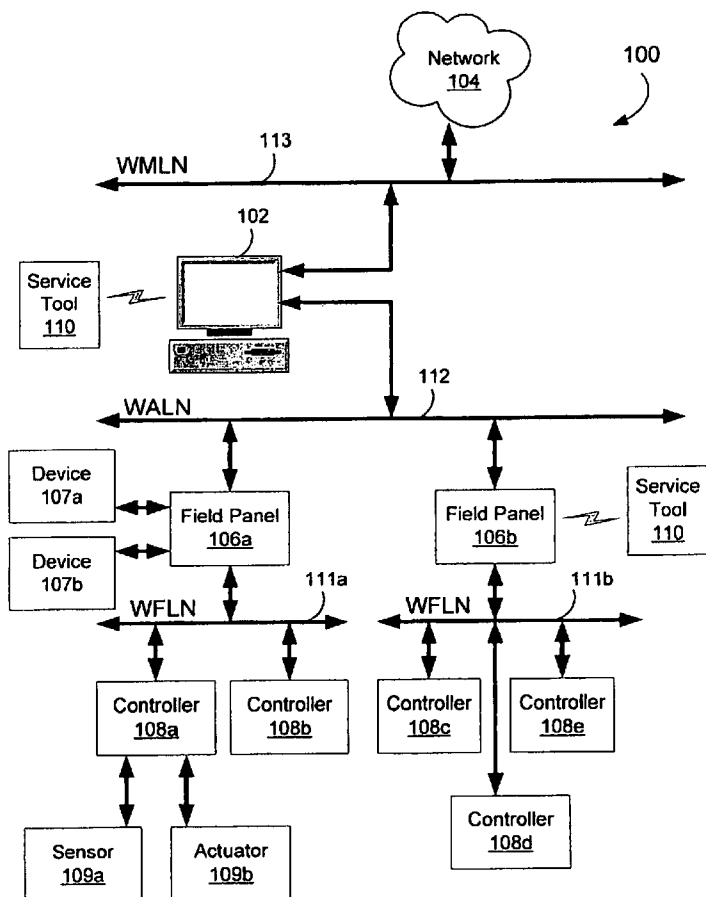 Network
104
100
113
WMLN
102
Service
Tool
110
112
WALN
Device
107a
Field Panel
106a
Field Panel
106b
Service
Tool
110
Device
107b
111a
111b
WFLN
WFLN
Controller
108a
Controller
108b
Controller
108c
Controller
108e
Controller
108d
Sensor
109a
Actuator
109b